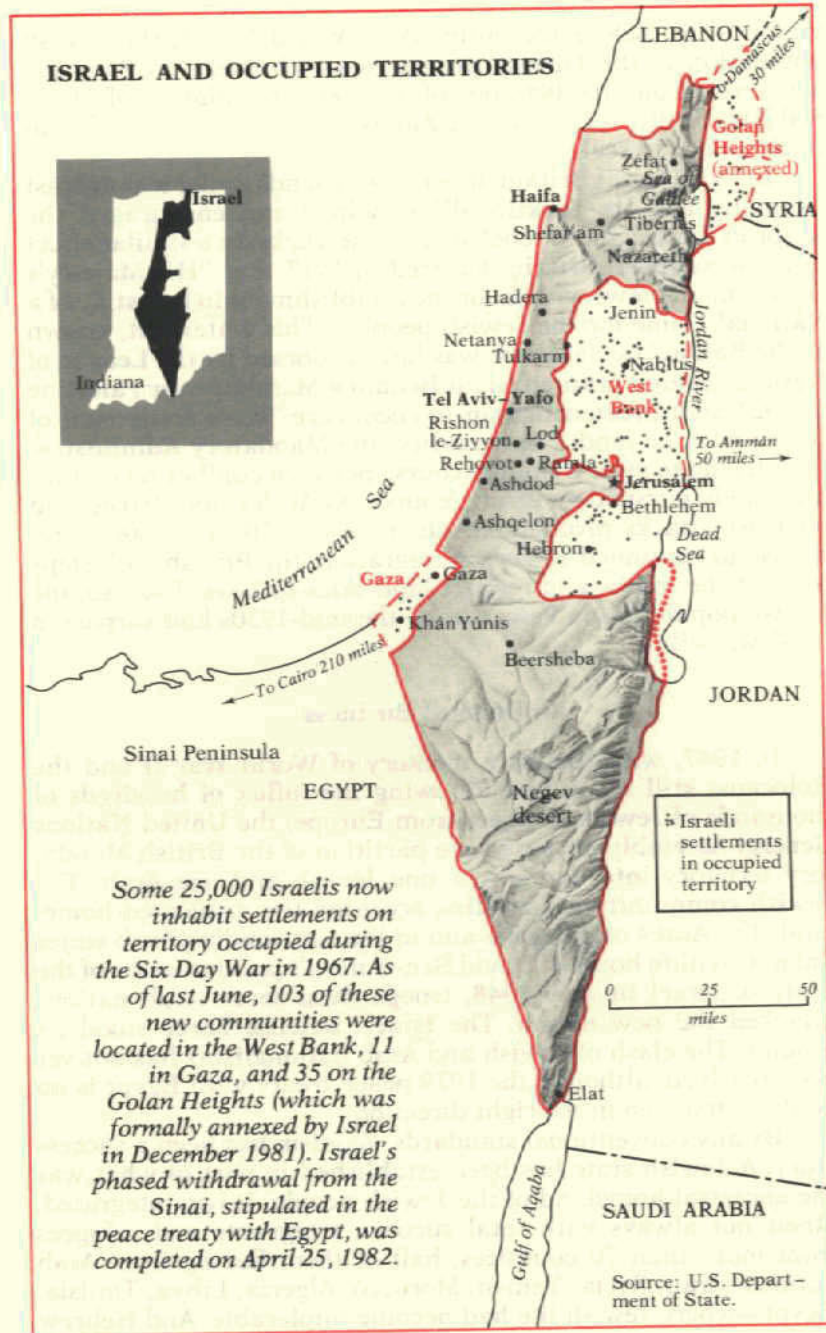 ISRAEL AND OCCUPIED TERRITORIES
LEBANON
To Damascus
30 miles
Golan
Heights
(annexed)
SYRIA
Israel
Indiana
Zefat
Sea of
Galilee
Haifa
Shefar'am
Tiberias
Nazareth
Hadera
Jenin
Jordan River
Netanya
Tulkarm
Nablus
West
Bank
Tel Aviv–Yafo
Rishon
le-Ziyyon
Lod
To Ammán
50 miles
Rehovot
Ramla
Jerusalem
Ashdod
Bethlehem
Mediterranean Sea
Ashqelon
Dead
Sea
Hebron
Gaza
Gaza
Khán Yúnis
Beersheba
To Cairo 210 miles
JORDAN
Sinai Peninsula
EGYPT
Negev
desert
Israeli
settlements
in occupied
territory
Some 25,000 Israelis now
inhabit settlements on
territory occupied during
the Six Day War in 1967. As
of last June, 103 of these
new communities were
located in the West Bank, 11
in Gaza, and 35 on the
Golan Heights (which was
formally annexed by Israel
in December 1981). Israel's
phased withdrawal from the
Sinai, stipulated in the
peace treaty with Egypt, was
completed on April 25, 1982.
0 25 50
miles
Elat
Gulf of Aqaba
SAUDI ARABIA
Source: U.S. Depart–
ment of State.